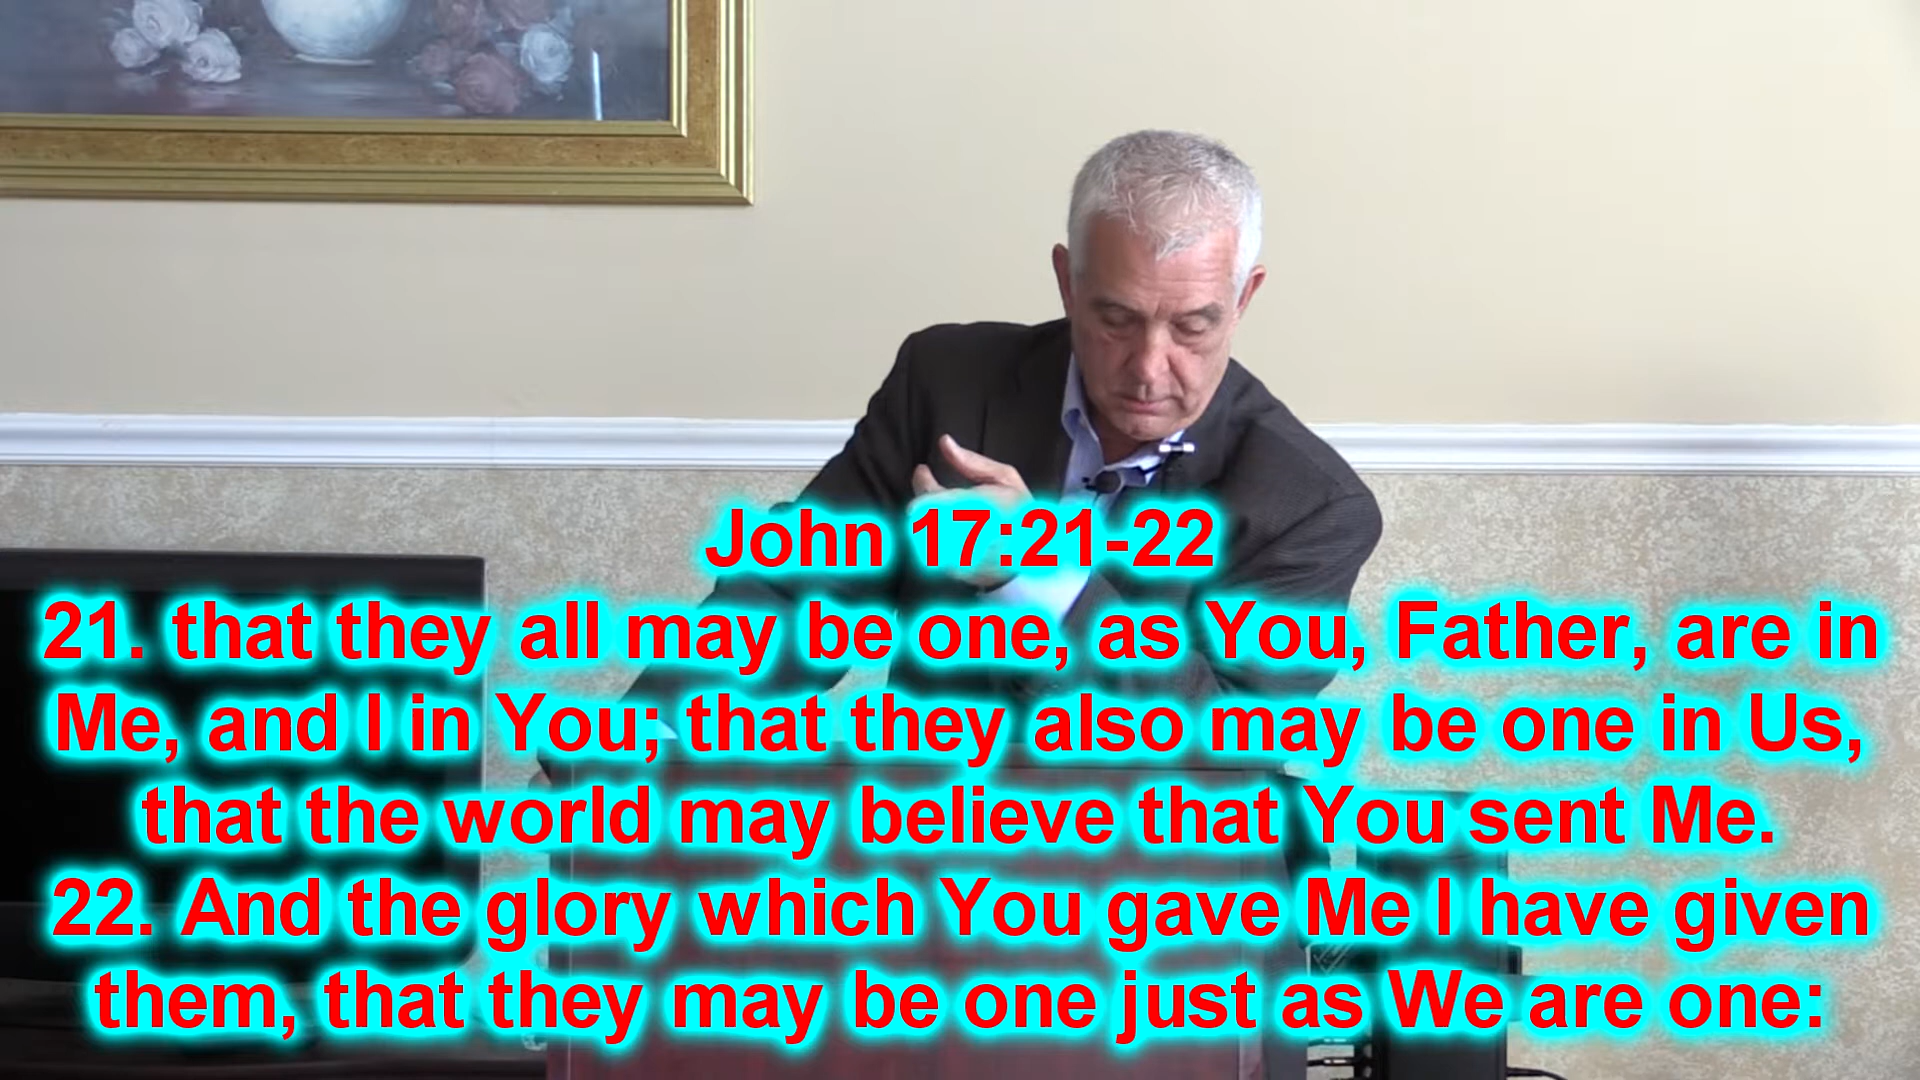 John 17:21-22
21. that they all may be one, as You, Father, are in
Me, and I in You; that they also may be one in Us,
that the world may believe that You sent Me.
22. And the glory which You gave Me I have given
them, that they may be one just as We are one: